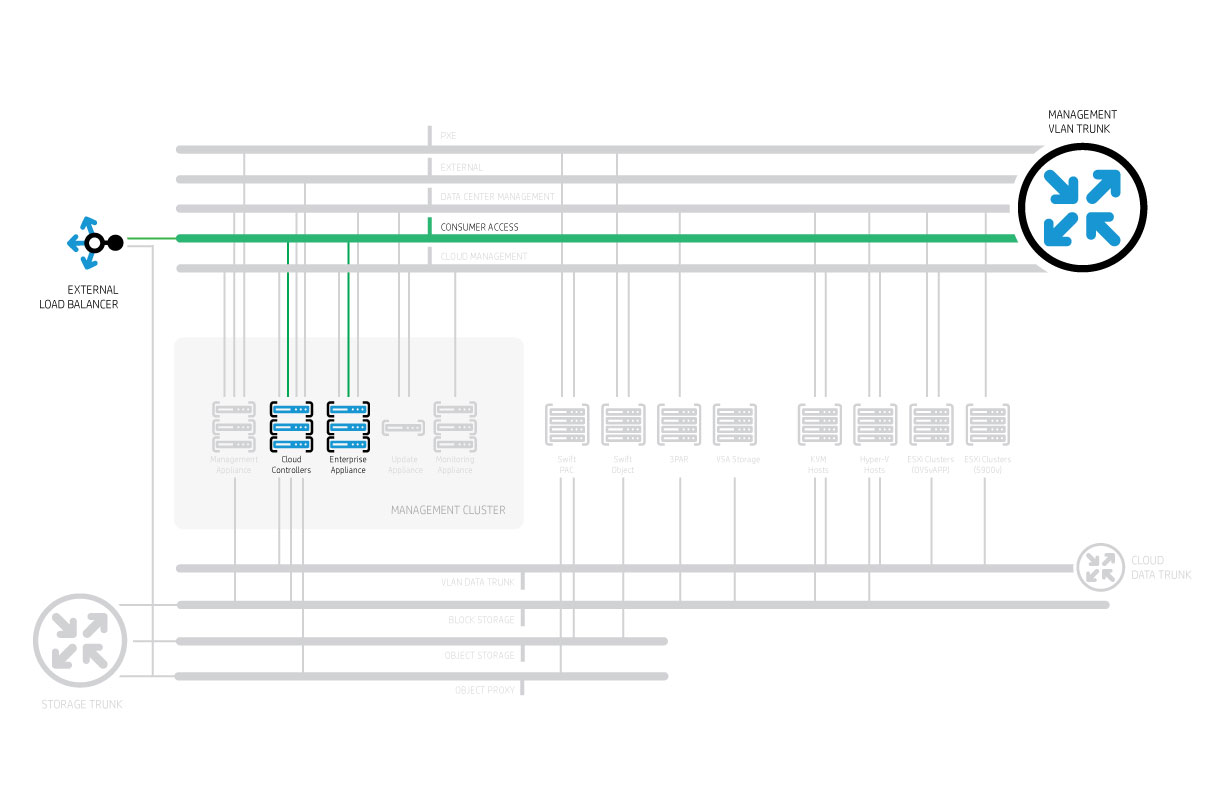 MANAGEMENT
VLAN TRUNK
PXE
EXTERNAL
DATA CENTER MANAGEMENT
CONSUMER ACCESS
CLOUD MANAGEMENT
EXTERNAL
LOAD BALANCER
Management
Appliance
Cloud
Controllers
Enterprise
Appliance
Update
Appliance
Monitoring
Appliance
Swift
PAC
Swift
Object
3PAR
VSA Storage
KVM
Hosts
Hyper-V
Hosts
ESXi Clusters
(OVSvAPP)
ESXi Clusters
(5900v)
MANAGEMENT CLUSTER
CLOUD
DATA TRUNK
VLAN DATA TRUNK
BLOCK STORAGE
OBJECT STORAGE
OBJECT PROXY
STORAGE TRUNK